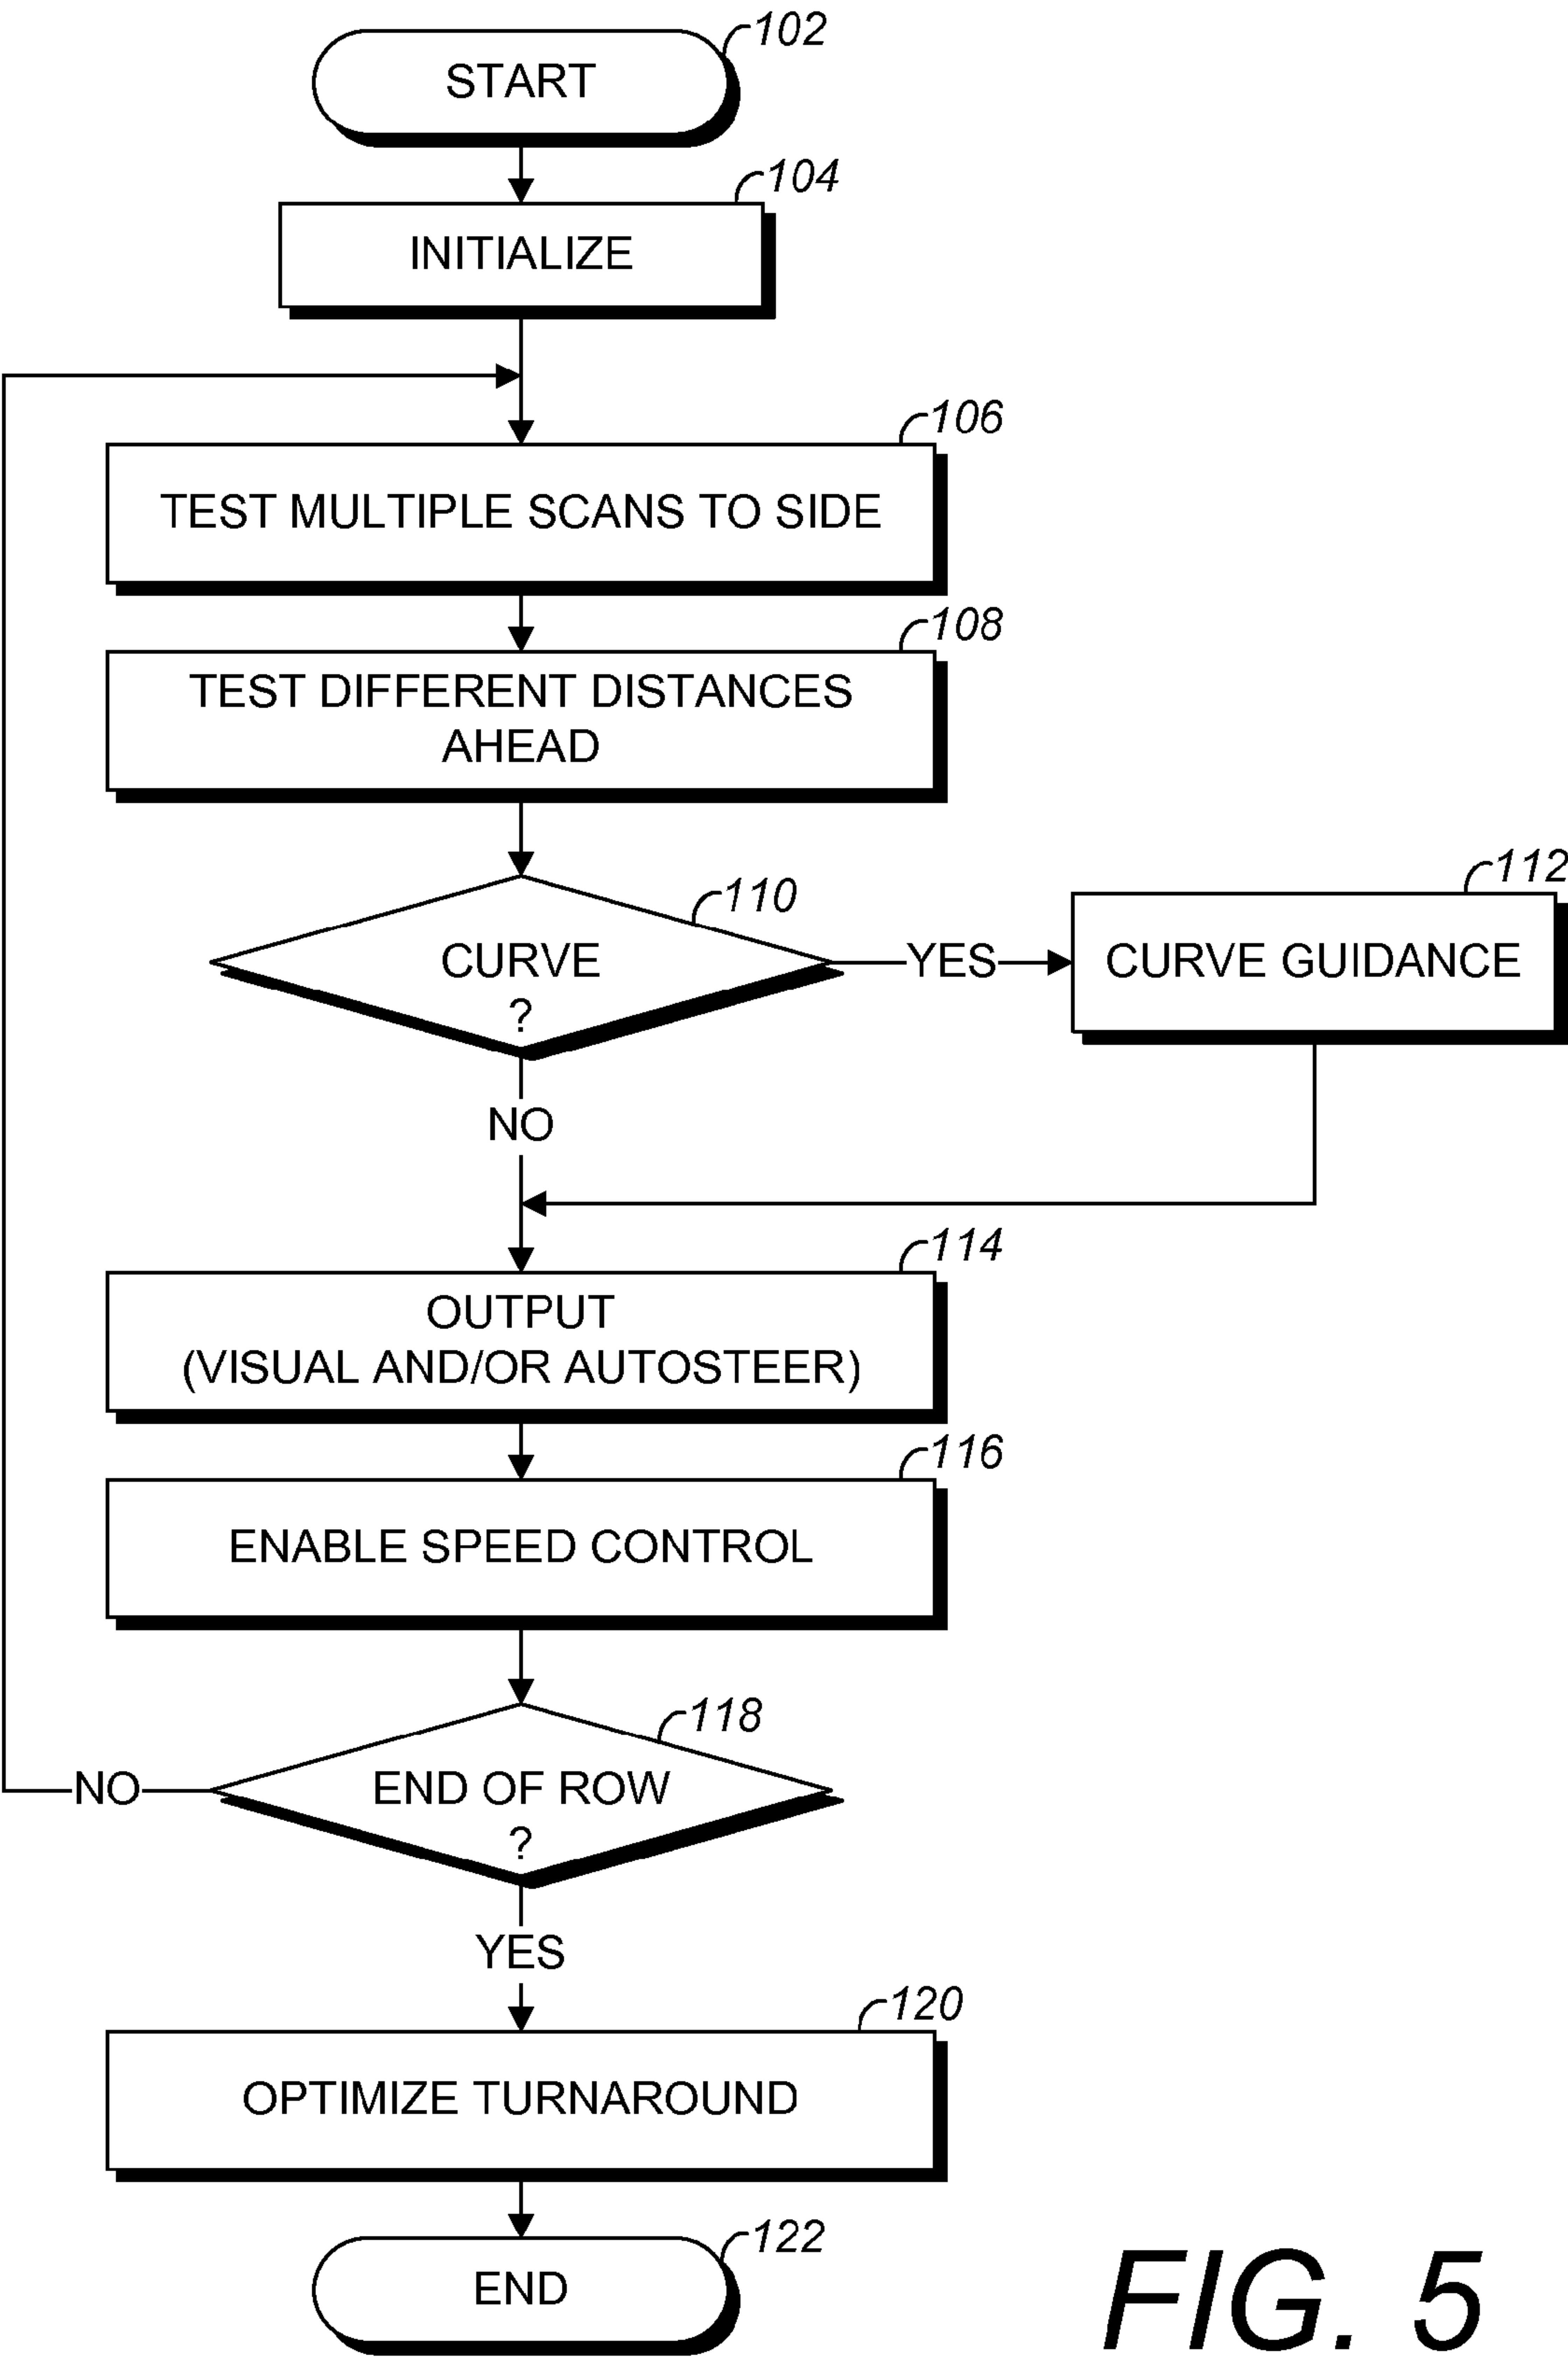 102
START
104
INITIALIZE
106
TEST MULTIPLE SCANS TO SIDE
108
TEST DIFFERENT DISTANCES
AHEAD
110
CURVE
?
YES
112
CURVE GUIDANCE
NO
114
OUTPUT
(VISUAL AND/OR AUTOSTEER)
116
ENABLE SPEED CONTROL
118
END OF ROW
?
NO
YES
120
OPTIMIZE TURNAROUND
122
END
FIG. 5